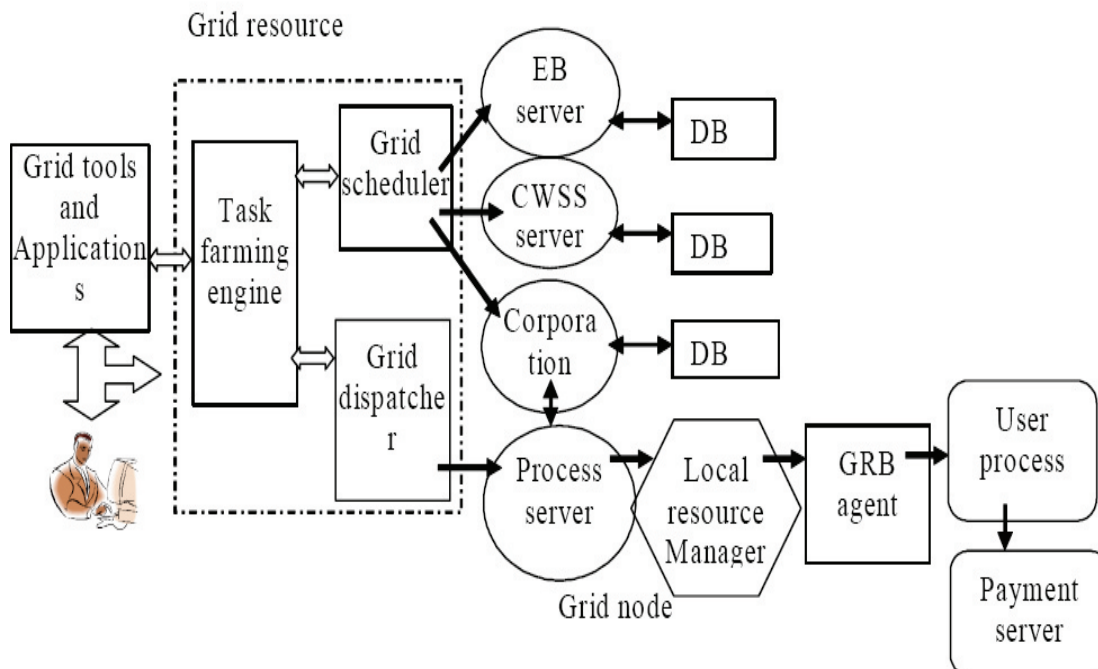 Grid resource
Grid tools
and
Application
s
Task
farming
engine
Grid
scheduler
Grid
dispatche
r
EB
server
DB
CWSS
server
DB
Corpora
tion
DB
Process
server
Local
resource
Manager
GRB
agent
User
process
Grid node
Payment
server